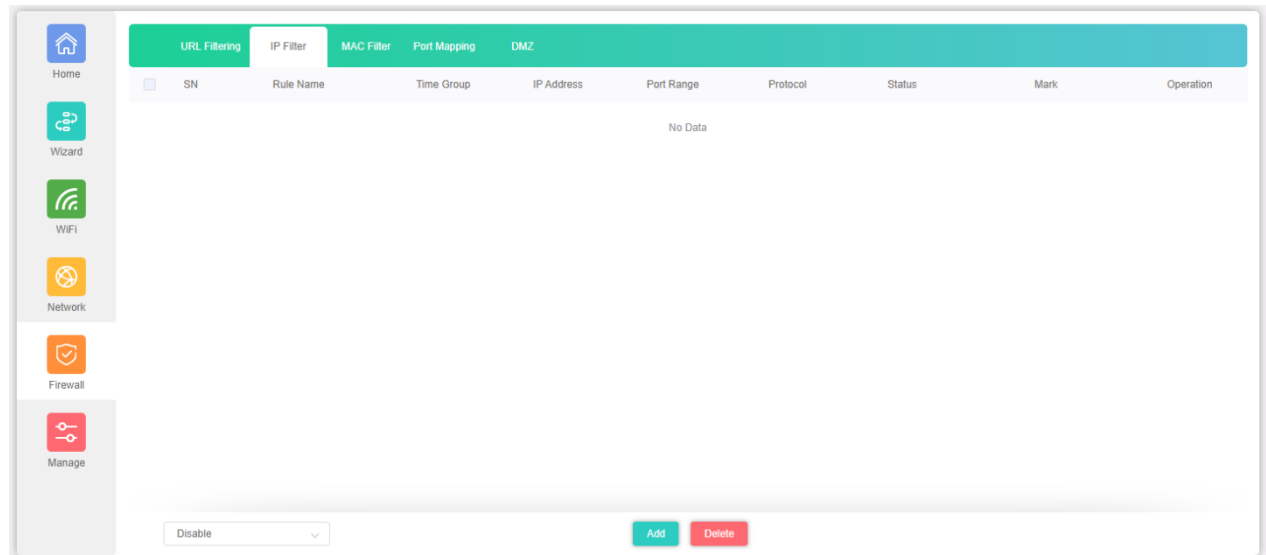 Home
Wizard
WiFi
Network
Firewall
Manage
URL Filtering IP Filter MAC Filter Port Mapping DMZ
SN Rule Name Time Group IP Address Port Range Protocol Status Mark Operation
No Data
Disable Add Delete